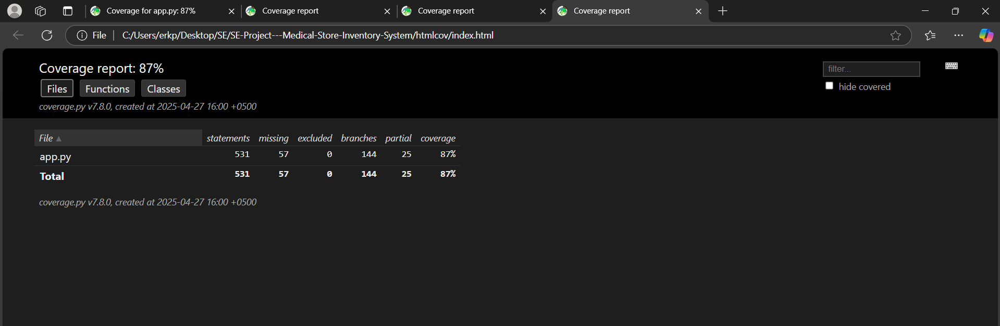 Coverage for app.py: 87%
Coverage report
Coverage report
Coverage report
File
C:/Users/erkp/Desktop/SE/SE-Project---Medical-Store-Inventory-System/htmlcov/index.html
Coverage report: 87%
filter...
Files Functions Classes
hide covered
coverage.py v7.8.0, created at 2025-04-27 16:00 +0500
File ▲ statements missing excluded branches partial coverage
app.py 531 57 0 144 25 87%
Total 531 57 0 144 25 87%
coverage.py v7.8.0, created at 2025-04-27 16:00 +0500